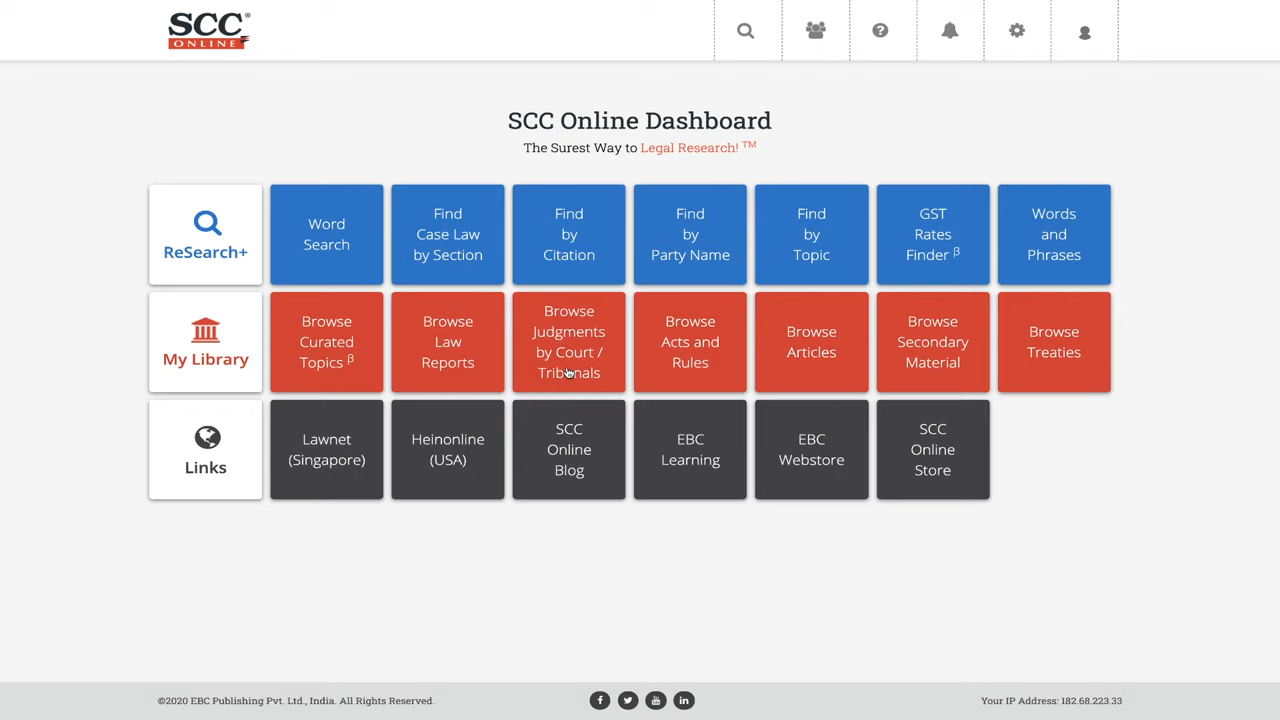 SCC®
ONLINE
SCC Online Dashboard
The Surest Way to Legal Research! TM
ReSearch+
Word
Search
Find
Case Law
by Section
Find
by
Citation
Find
by
Party Name
Find
by
Topic
GST
Rates
Finder β
Words
and
Phrases
My Library
Browse
Curated
Topics β
Browse
Law
Reports
Browse
Judgments
by Court /
Tribunals
Browse
Acts and
Rules
Browse
Articles
Browse
Secondary
Material
Browse
Treaties
Links
Lawnet
(Singapore)
Heinonline
(USA)
SCC
Online
Blog
EBC
Learning
EBC
Webstore
SCC
Online
Store
©2020 EBC Publishing Pvt. Ltd., India. All Rights Reserved.
Your IP Address: 182.68.223.33